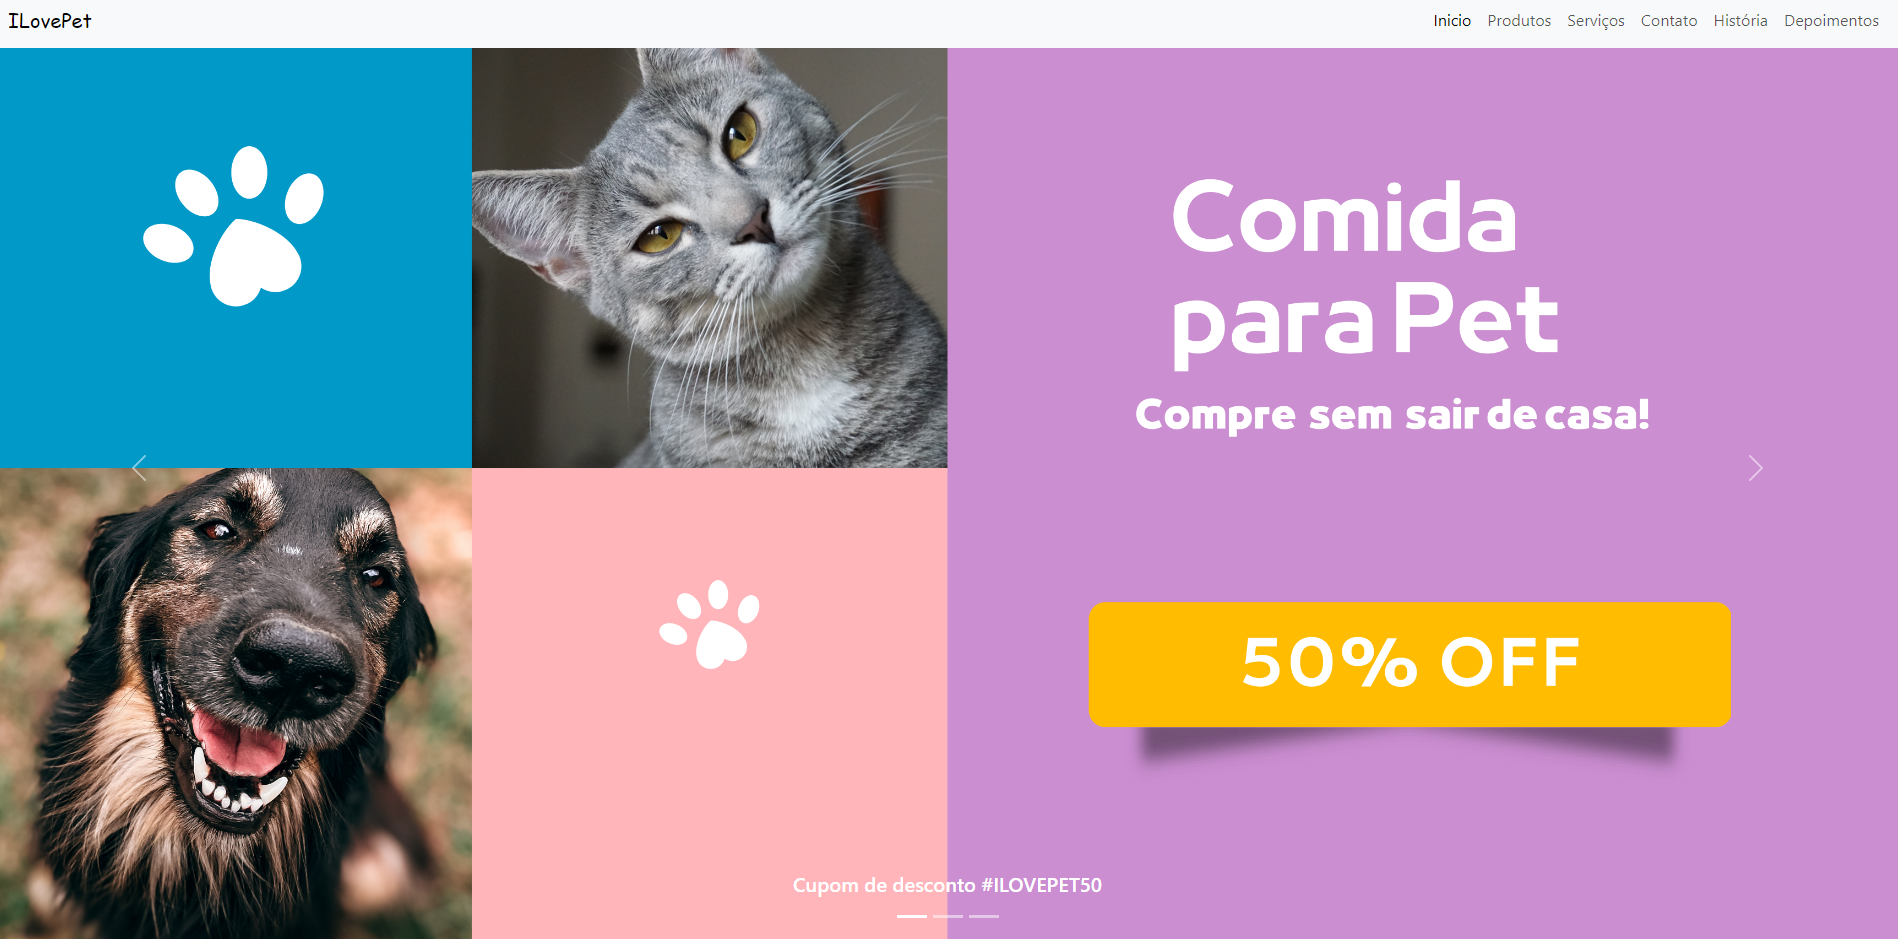 ILovePet
Inicio Produtos Serviços Contato História Depoimentos
Comida
para Pet
Compre sem sair de casa!
50% OFF
Cupom de desconto #ILOVEPET50